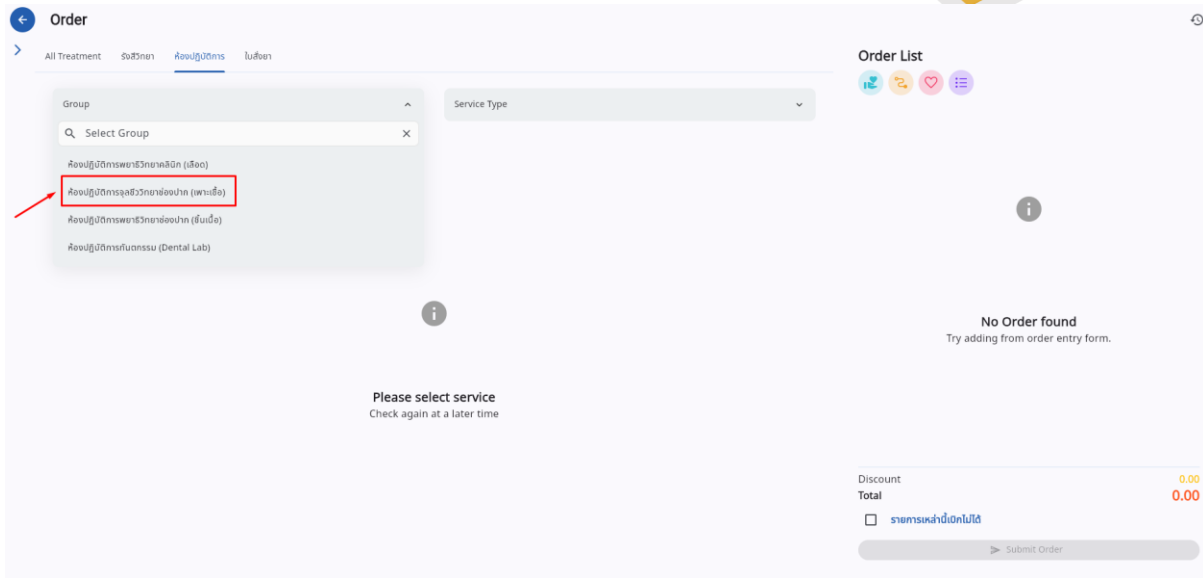 Order
All Treatment รังสีวิทยา ห้องปฏิบัติการ ใบสั่งยา
Group
Service Type
Select Group
ห้องปฏิบัติการพยาธิวิทยาคลินิก (เลือด)
ห้องปฏิบัติการจุลชีววิทยาช่องปาก (เพาะเชื้อ)
ห้องปฏิบัติการพยาธิวิทยาช่องปาก (ชิ้นเนื้อ)
ห้องปฏิบัติการทันตกรรม (Dental Lab)
Please select service
Check again at a later time
Order List
No Order found
Try adding from order entry form.
Discount 0.00
Total 0.00
รายการเหล่านี้เบิกไม่ได้
Submit Order